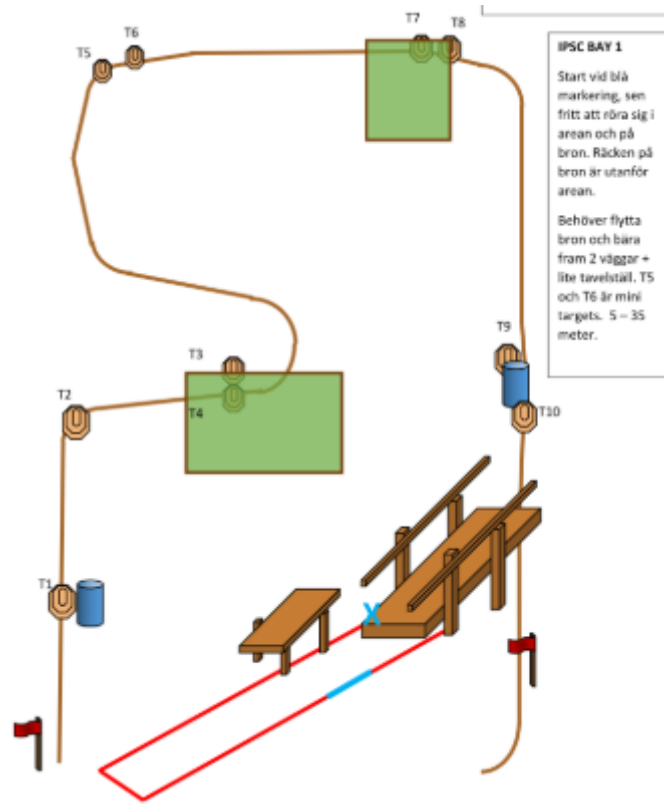 T7
T8
T6
T5
IPSC BAY 1
Start vid blå
markering, sen
fritt att röra sig i
arean och på
bron. Räcken på
bron är utanför
arean.
Behöver flytta
bron och bära
fram 2 väggar +
lite tavelställ. T5
och T6 är mini
targets. 5 – 35
meter.
T9
T3
T2
T4
T10
T1
X